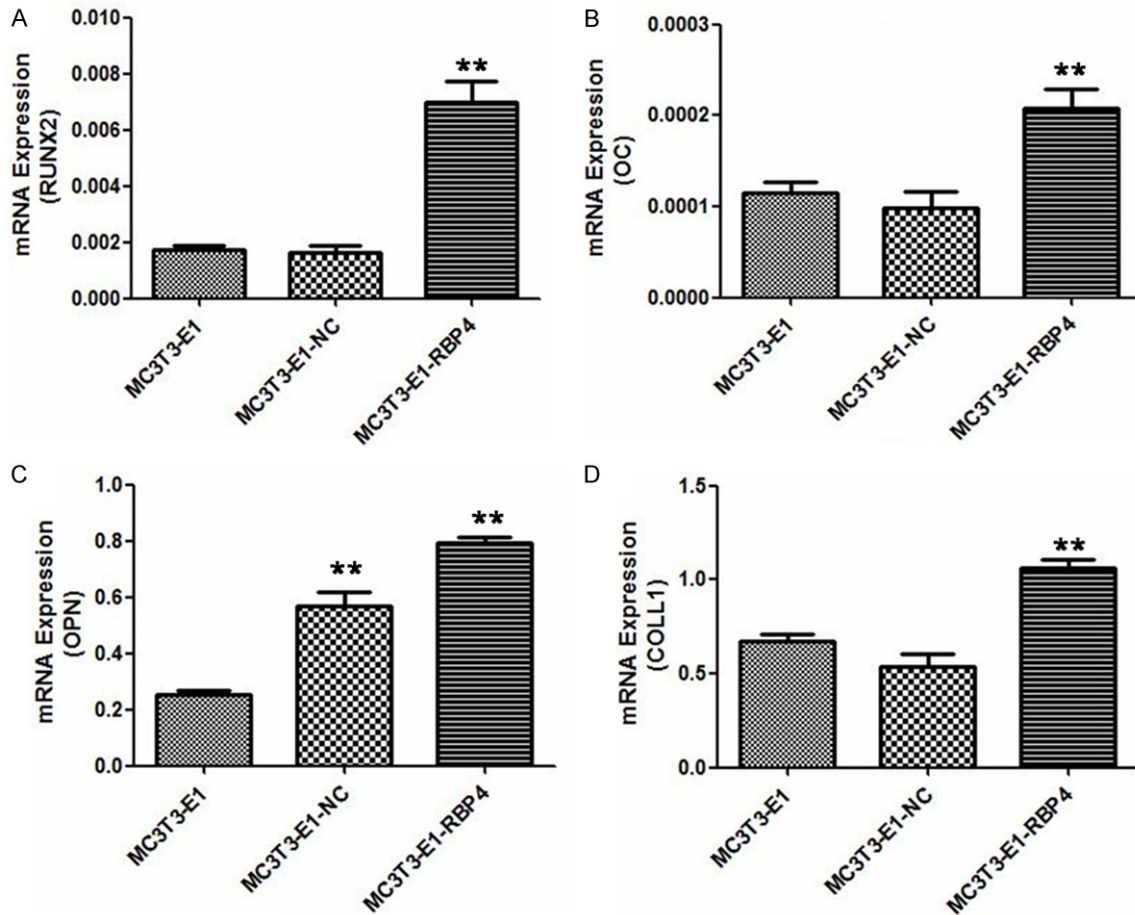 A
mRNA Expression
(RUNX2)
0.010
0.008
0.006
0.004
0.002
0.000
**
MC3T3-E1
MC3T3-E1-NC
MC3T3-E1-RBP4
B
mRNA Expression
(OC)
0.0003
0.0002
0.0001
0.0000
**
MC3T3-E1
MC3T3-E1-NC
MC3T3-E1-RBP4
C
mRNA Expression
(OPN)
1.0
0.8
0.6
0.4
0.2
0.0
**
**
MC3T3-E1
MC3T3-E1-NC
MC3T3-E1-RBP4
D
mRNA Expression
(COLL1)
1.5
1.0
0.5
0.0
**
MC3T3-E1
MC3T3-E1-NC
MC3T3-E1-RBP4